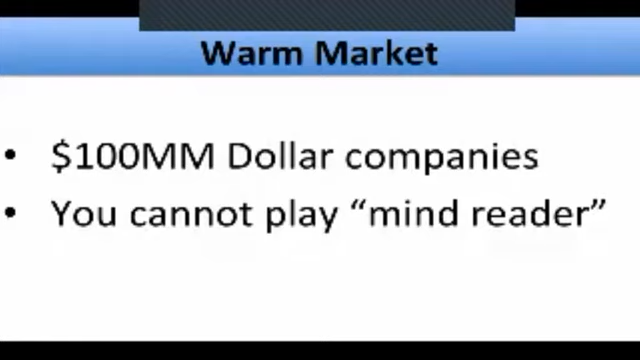 Warm Market
• $100MM Dollar companies
• You cannot play “mind reader”